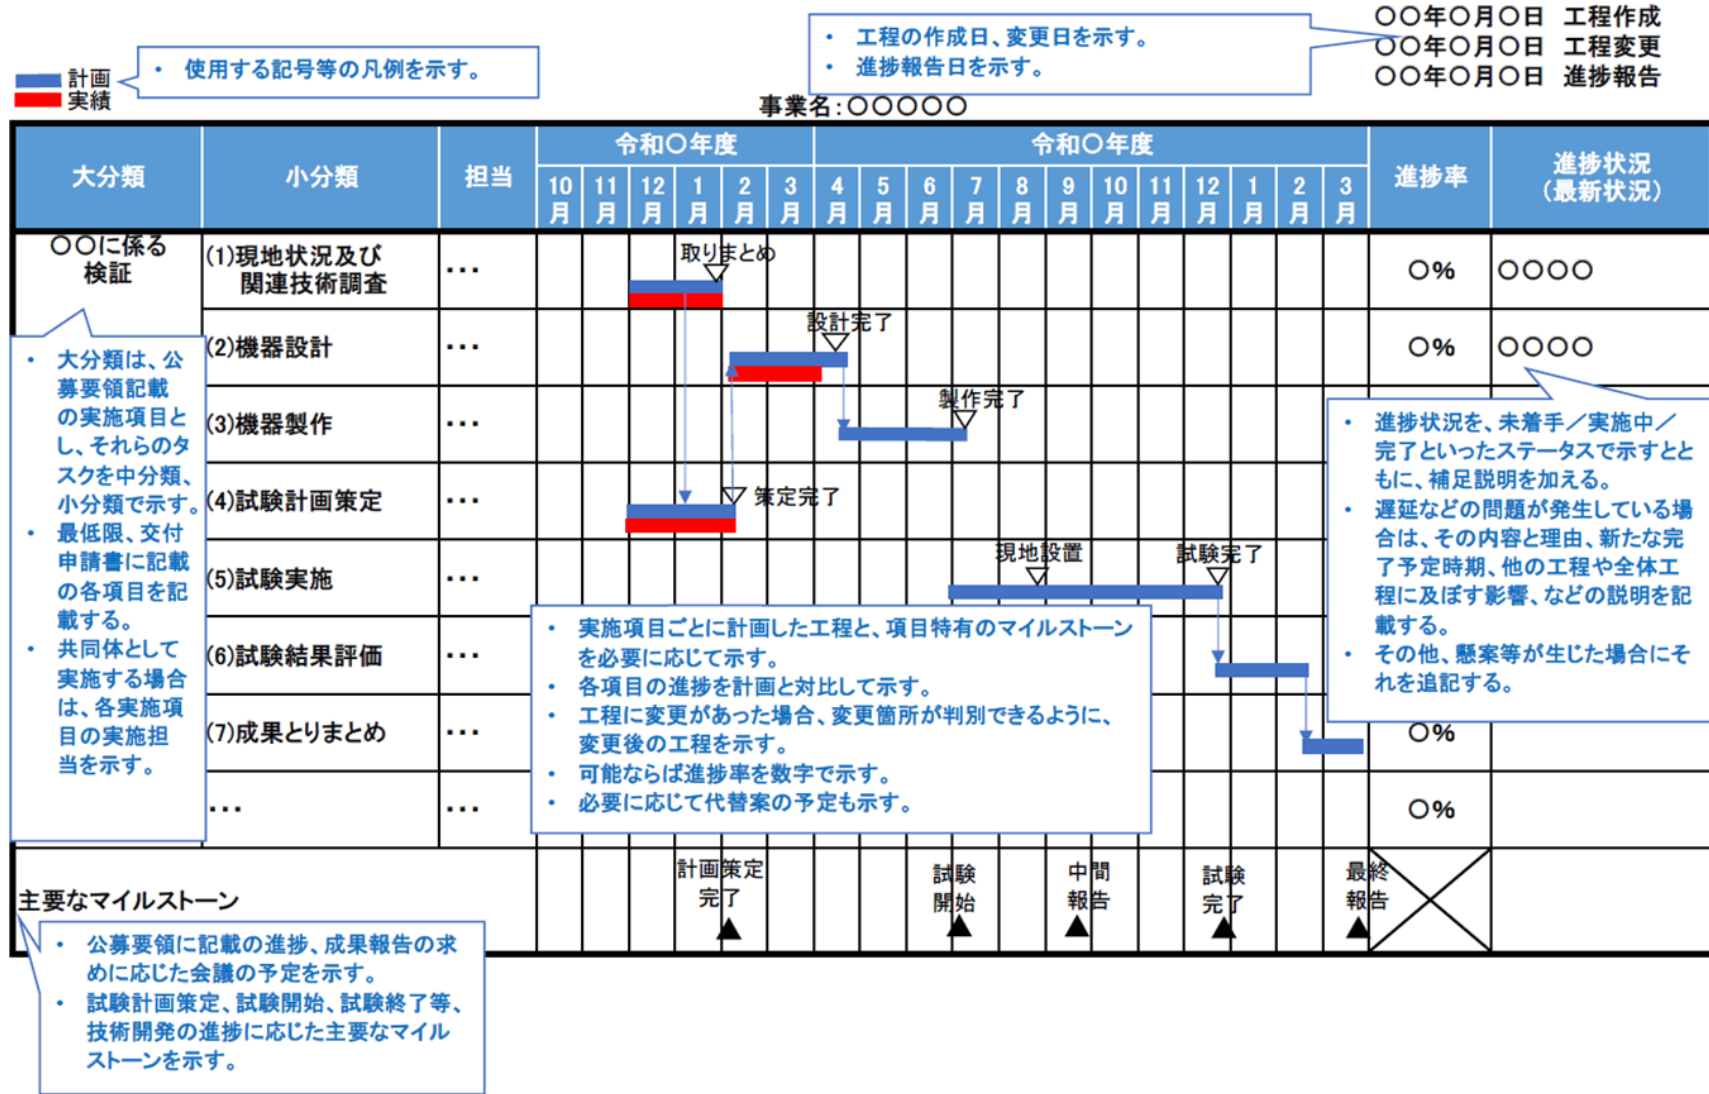 〇〇年〇月〇日 工程作成
〇〇年〇月〇日 工程変更
〇〇年〇月〇日 進捗報告
・ 工程の作成日、変更日を示す。
・ 進捗報告日を示す。
計画
実績
・ 使用する記号等の凡例を示す。
事業名:〇〇〇〇〇
大分類
小分類
担当
令和〇年度
令和〇年度
進捗率
進捗状況
(最新状況)
10月 11月 12月 1月 2月 3月 4月 5月 6月 7月 8月 9月 10月 11月 12月 1月 2月 3月
〇〇に係る
検証
(1)現地状況及び
関連技術調査
・・・
取りまとめ
〇%
〇〇〇〇
(2)機器設計
・・・
設計完了
〇%
〇〇〇〇
(3)機器製作
・・・
製作完了
(4)試験計画策定
・・・
策定完了
(5)試験実施
・・・
現地設置
試験完了
(6)試験結果評価
・・・
(7)成果とりまとめ
・・・
〇%
・・・
・・・
〇%
・ 大分類は、公
募要領記載
の実施項目と
し、それらのタ
スクを中分類、
小分類で示す。
・ 最低限、交付
申請書に記載
の各項目を記
載する。
・ 共同体として
実施する場合
は、各実施項
目の実施担
当を示す。
・ 実施項目ごとに計画した工程と、項目特有のマイルストーン
を必要に応じて示す。
・ 各項目の進捗を計画と対比して示す。
・ 工程に変更があった場合、変更箇所が判別できるように、
変更後の工程を示す。
・ 可能ならば進捗率を数字で示す。
・ 必要に応じて代替案の予定も示す。
・ 進捗状況を、未着手/実施中/
完了といったステータスで示すとと
もに、補足説明を加える。
・ 遅延などの問題が発生している場
合は、その内容と理由、新たな完
了予定時期、他の工程や全体工
程に及ぼす影響、などの説明を記
載する。
・ その他、懸案等が生じた場合にそ
れを追記する。
主要なマイルストーン
計画策定
完了
試験
開始
中間
報告
試験
完了
最終
報告
・ 公募要領に記載の進捗、成果報告の求
めに応じた会議の予定を示す。
・ 試験計画策定、試験開始、試験終了等、
技術開発の進捗に応じた主要なマイル
ストーンを示す。